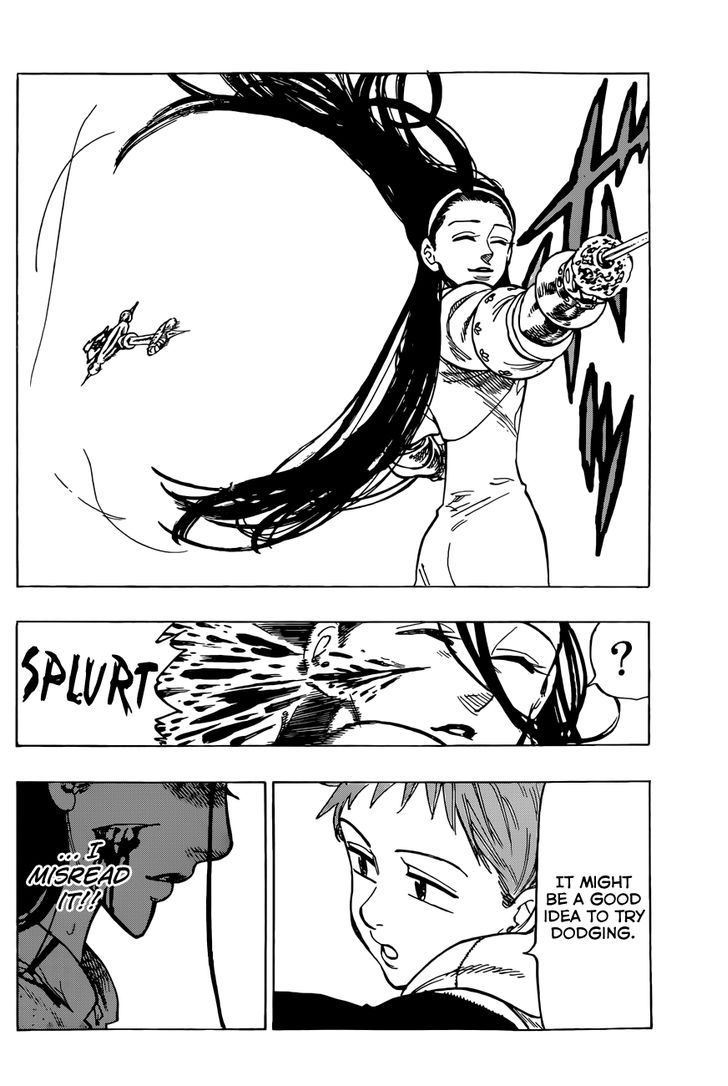 SPLURT
?
IT MIGHT
BE A GOOD
IDEA TO TRY
DODGING.
... I
MISREAD
IT!!